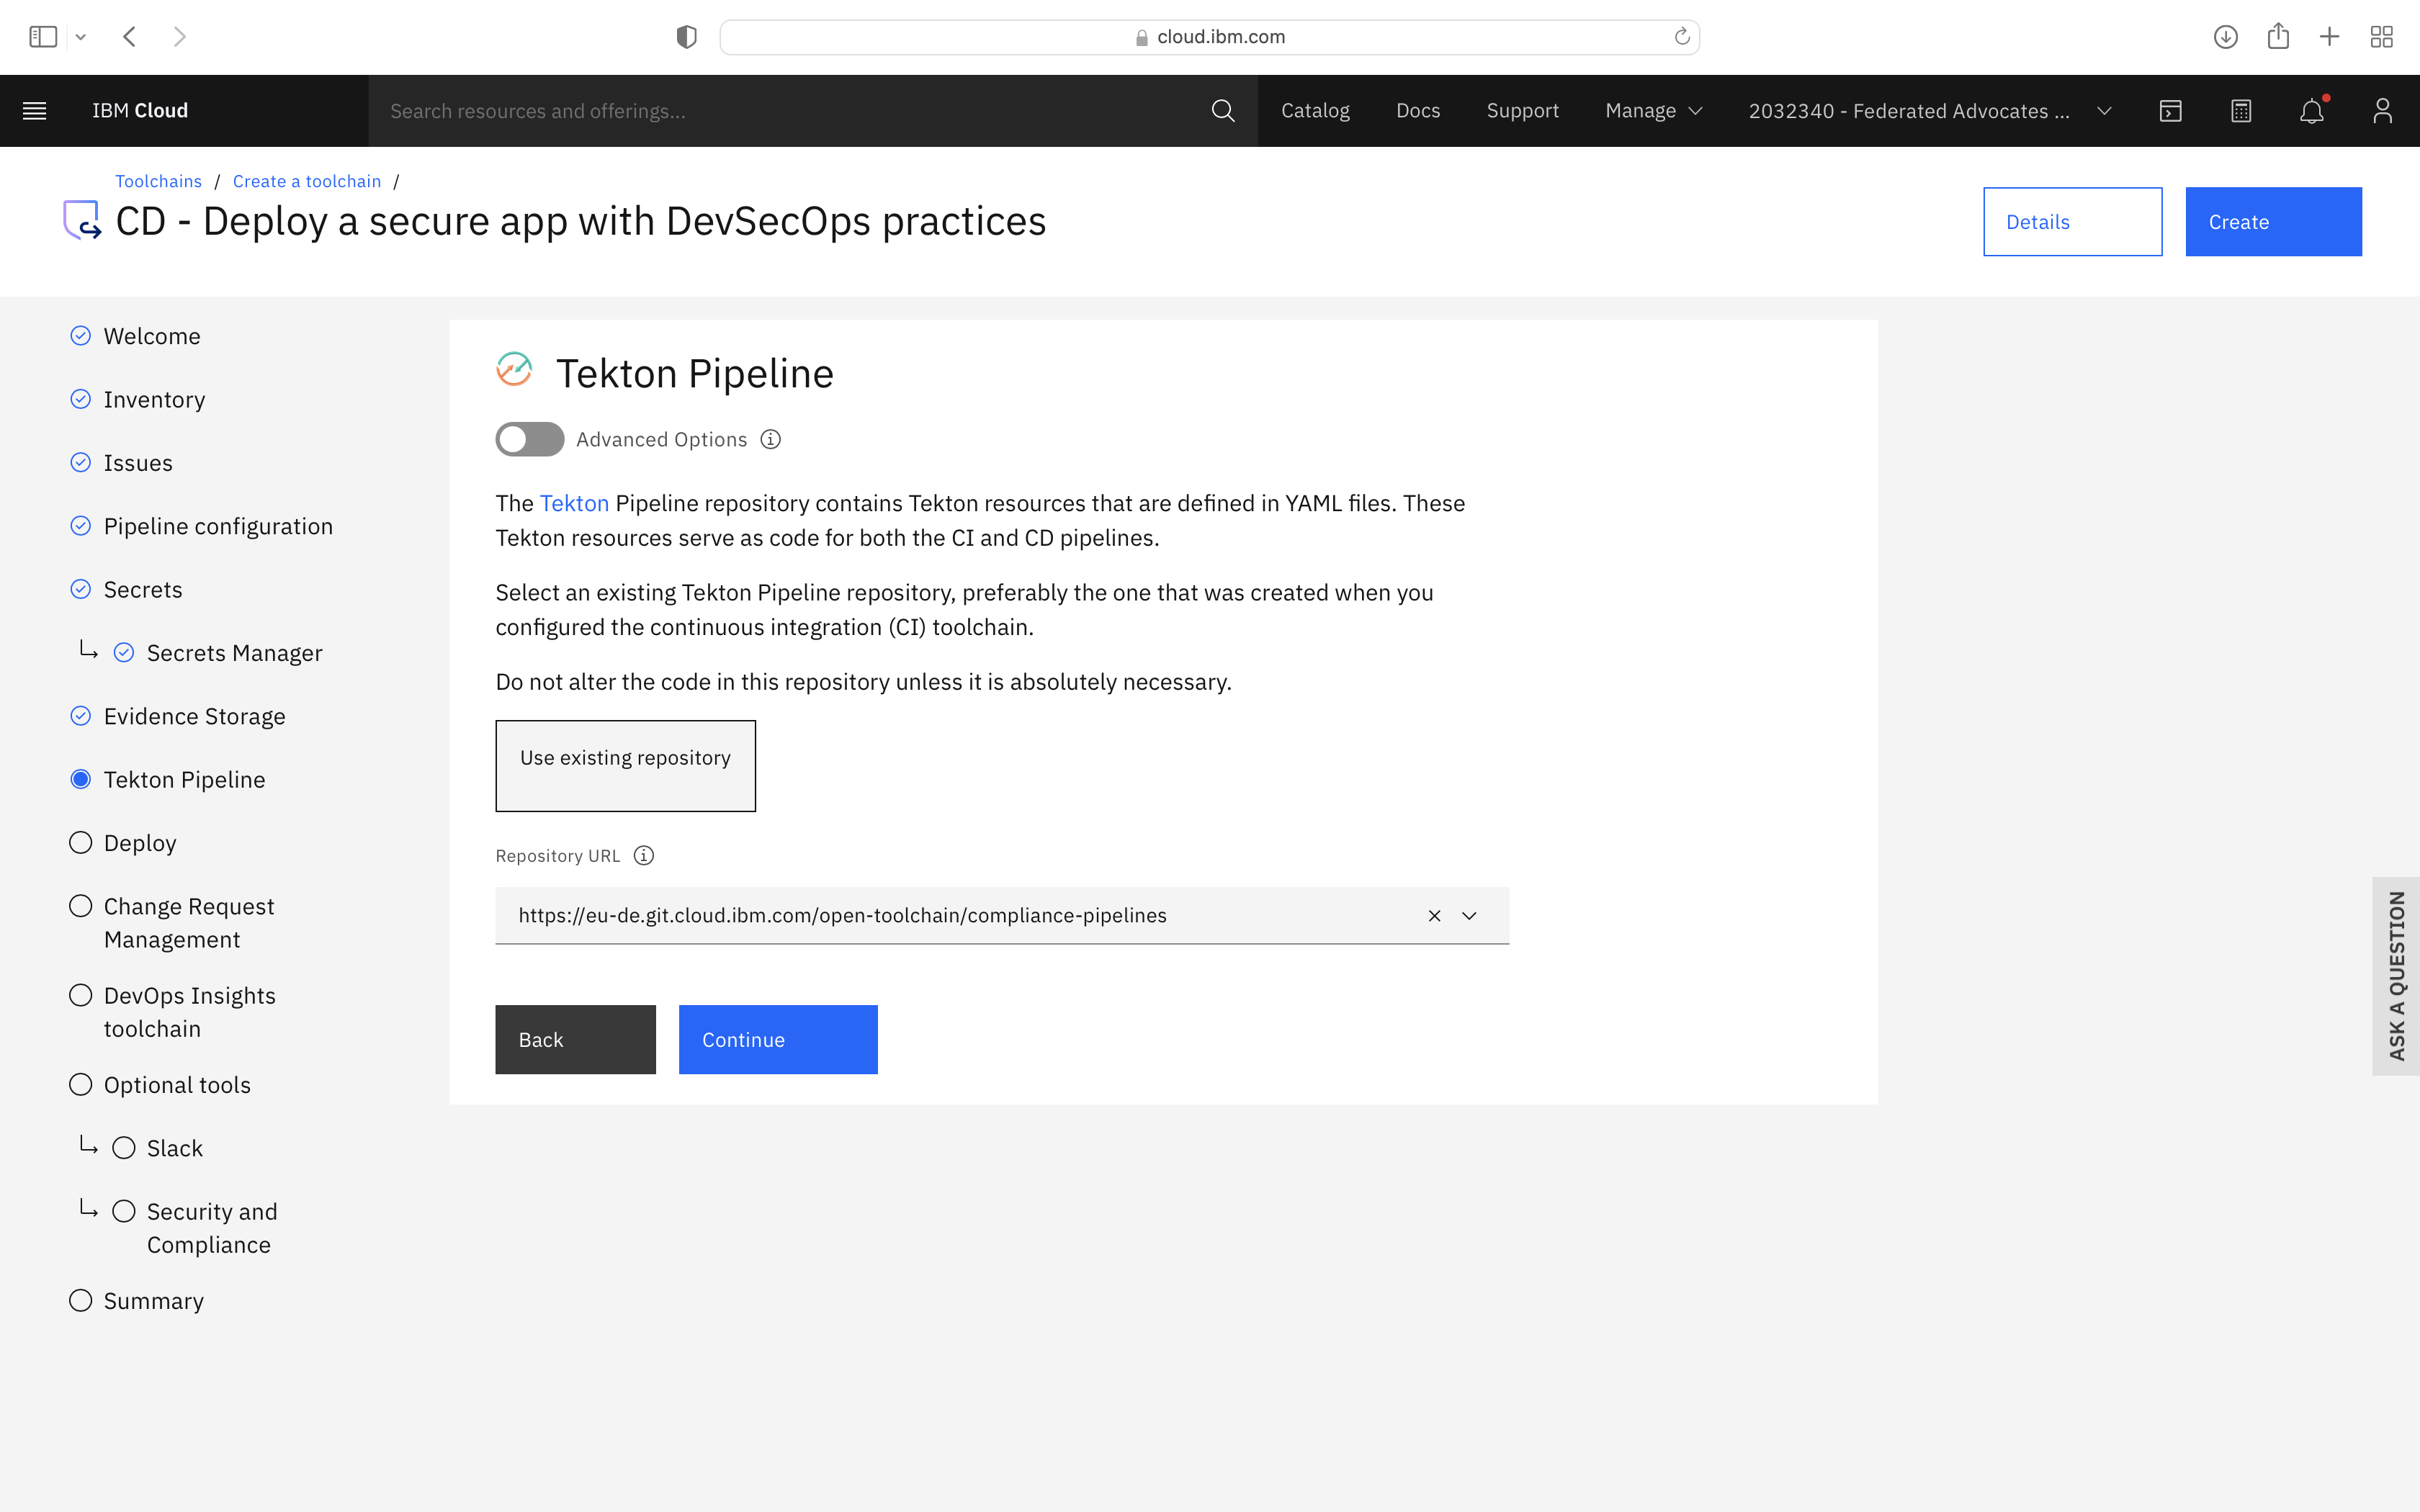 cloud.ibm.com
IBM Cloud
Search resources and offerings...
Catalog
Docs
Support
Manage
2032340 - Federated Advocates ...
Toolchains / Create a toolchain /
CD - Deploy a secure app with DevSecOps practices
Details
Create
Welcome
Inventory
Issues
Pipeline configuration
Secrets
Secrets Manager
Evidence Storage
Tekton Pipeline
Deploy
Change Request
Management
DevOps Insights
toolchain
Optional tools
Slack
Security and
Compliance
Summary
Tekton Pipeline
Advanced Options
The Tekton Pipeline repository contains Tekton resources that are defined in YAML files. These
Tekton resources serve as code for both the CI and CD pipelines.
Select an existing Tekton Pipeline repository, preferably the one that was created when you
configured the continuous integration (CI) toolchain.
Do not alter the code in this repository unless it is absolutely necessary.
Use existing repository
Repository URL
https://eu-de.git.cloud.ibm.com/open-toolchain/compliance-pipelines
Back
Continue
ASK A QUESTION